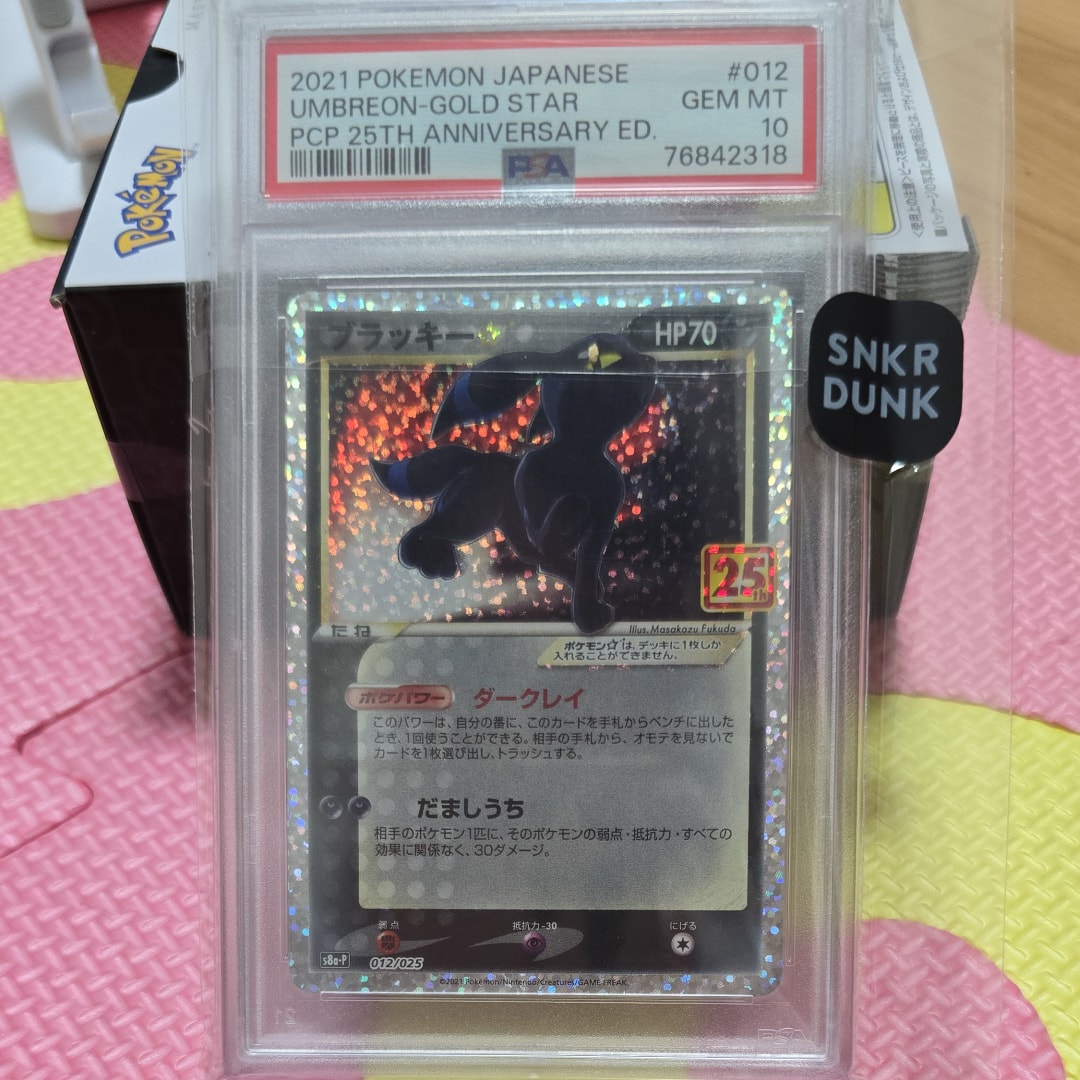 2021 POKEMON JAPANESE #012
UMBREON-GOLD STAR GEM MT
PCP 25TH ANNIVERSARY ED. 10
PSA 76842318
Pokémon
SNKR
DUNK
ブラッキー HP70
25th
たね
Illus. Masakazu Fukuda
ポケモン☆は、デッキに1枚しか
入れることができません。
ポケパワー ダークレイ
このパワーは、自分の番に、このカードを手札からベンチに出した
とき、1回使うことができる。相手の手札から、オモテを見ないで
カードを1枚選び出し、トラッシュする。
だましうち
相手のポケモン1匹に、そのポケモンの弱点・抵抗力・すべての
効果に関係なく、30ダメージ。
弱点 抵抗力-30 にげる
s8a-P 012/025
©2021 Pokémon/Nintendo/Creatures/GAME FREAK.
PSA